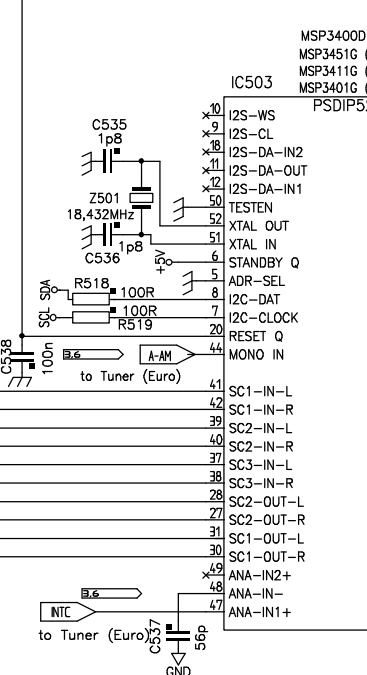 MSP3400D
MSP3451G (
MSP3411G (
MSP3401G (
IC503
PSDIP5
C535
1p8
Z501
18,432MHz
C536
1p8
+5V
SDA
R518
100R
SCL
100R
R519
C538
100n
3,6
A-AM
to Tuner (Euro)
10 I2S-WS
9 I2S-CL
18 I2S-DA-IN2
11 I2S-DA-OUT
12 I2S-DA-IN1
50 TESTEN
52 XTAL OUT
51 XTAL IN
6 STANDBY Q
5 ADR-SEL
8 I2C-DAT
7 I2C-CLOCK
20 RESET Q
44 MONO IN
41 SC1-IN-L
42 SC1-IN-R
39 SC2-IN-L
40 SC2-IN-R
37 SC3-IN-L
38 SC3-IN-R
28 SC2-OUT-L
27 SC2-OUT-R
31 SC1-OUT-L
30 SC1-OUT-R
49 ANA-IN2+
48 ANA-IN-
47 ANA-IN1+
3,6
INTC
to Tuner (Euro)
C537
56p
GND